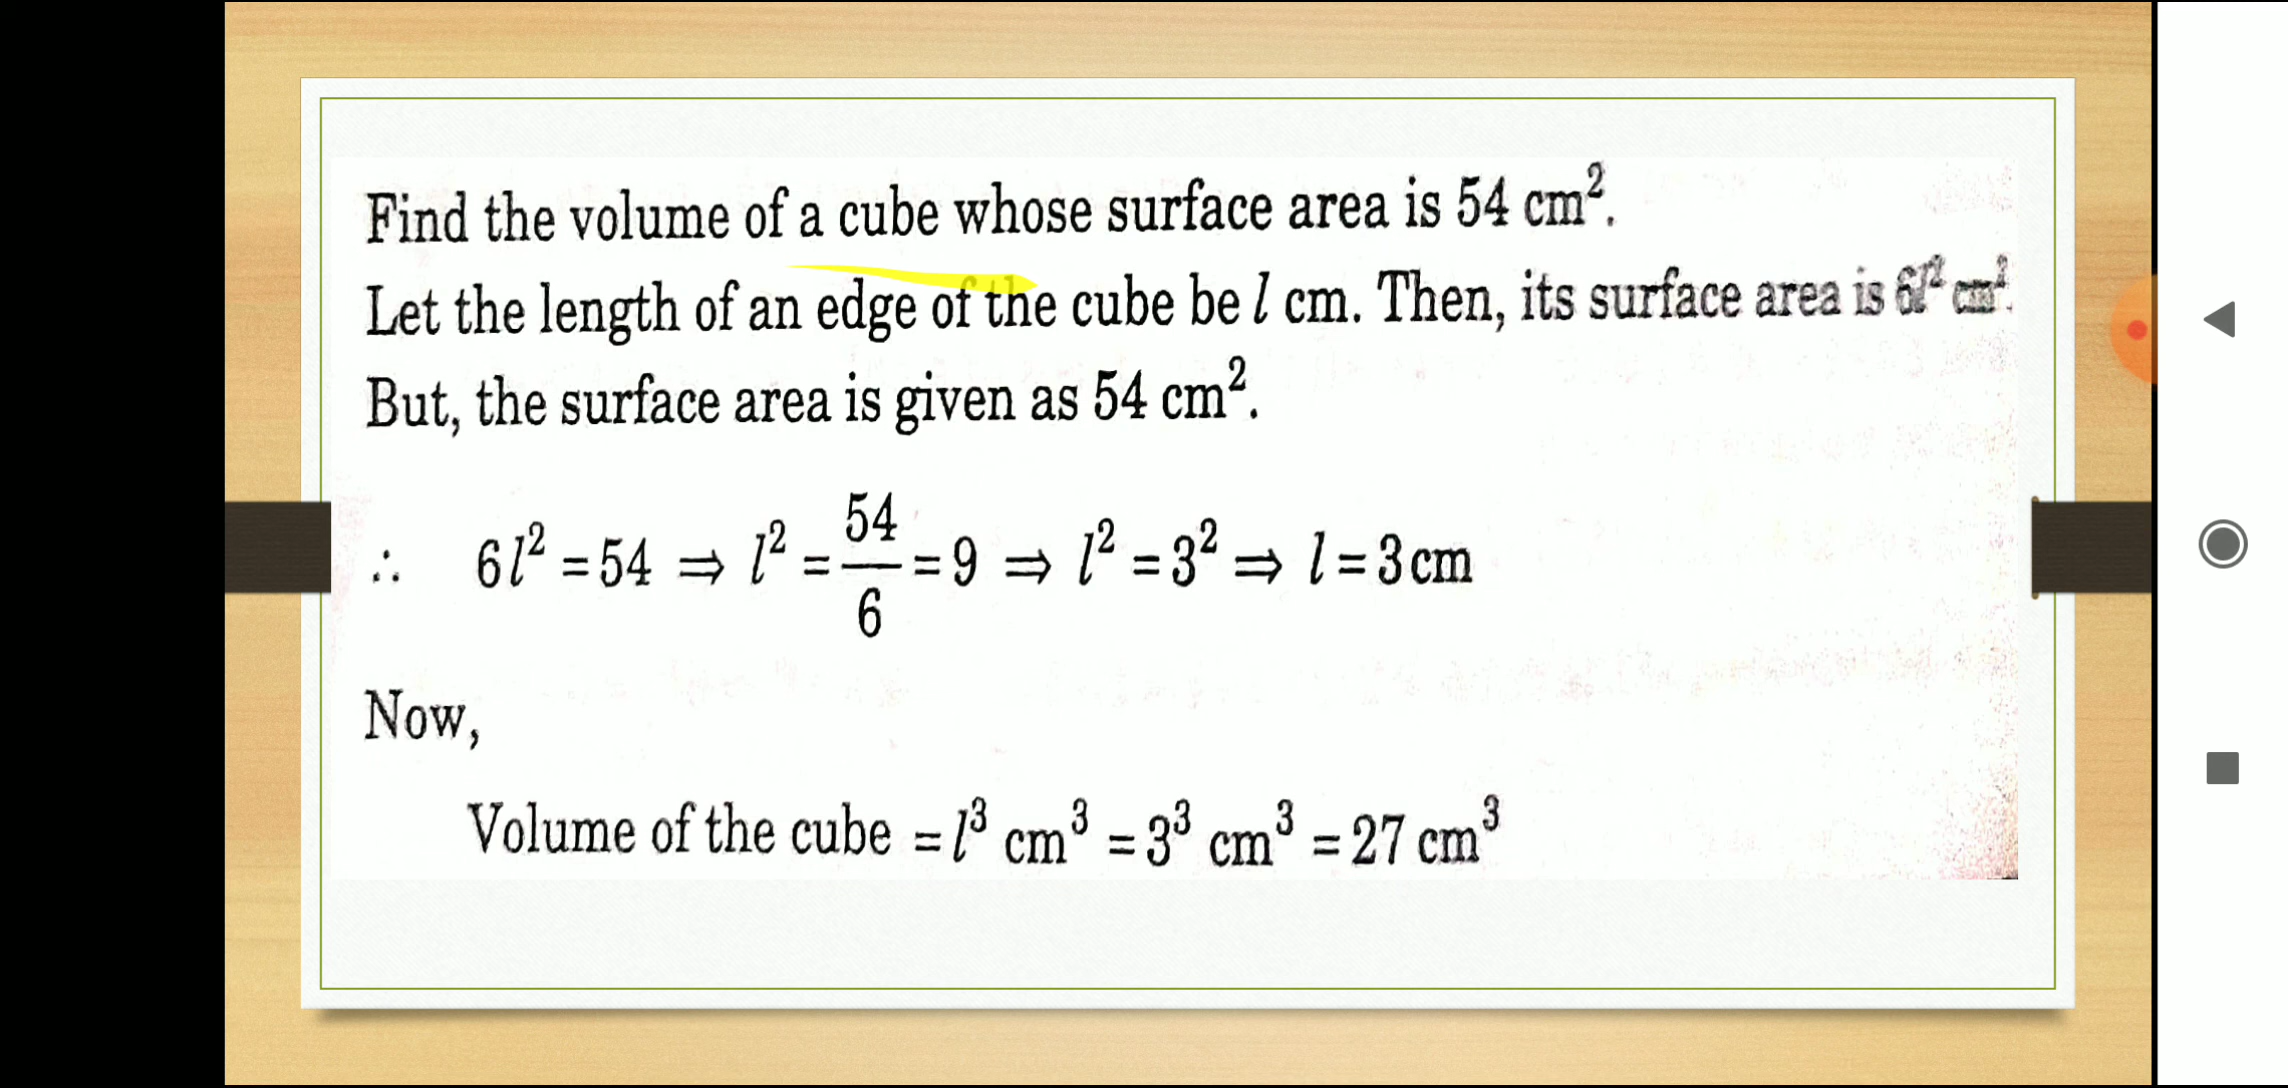 Find the volume of a cube whose surface area is 54 cm².
Let the length of an edge of the cube be l cm. Then, its surface area is 6l² cm².
But, the surface area is given as 54 cm².
∴ 6l² = 54 ⇒ l² = 54/6 = 9 ⇒ l² = 3² ⇒ l = 3 cm
Now,
Volume of the cube = l³ cm³ = 3³ cm³ = 27 cm³